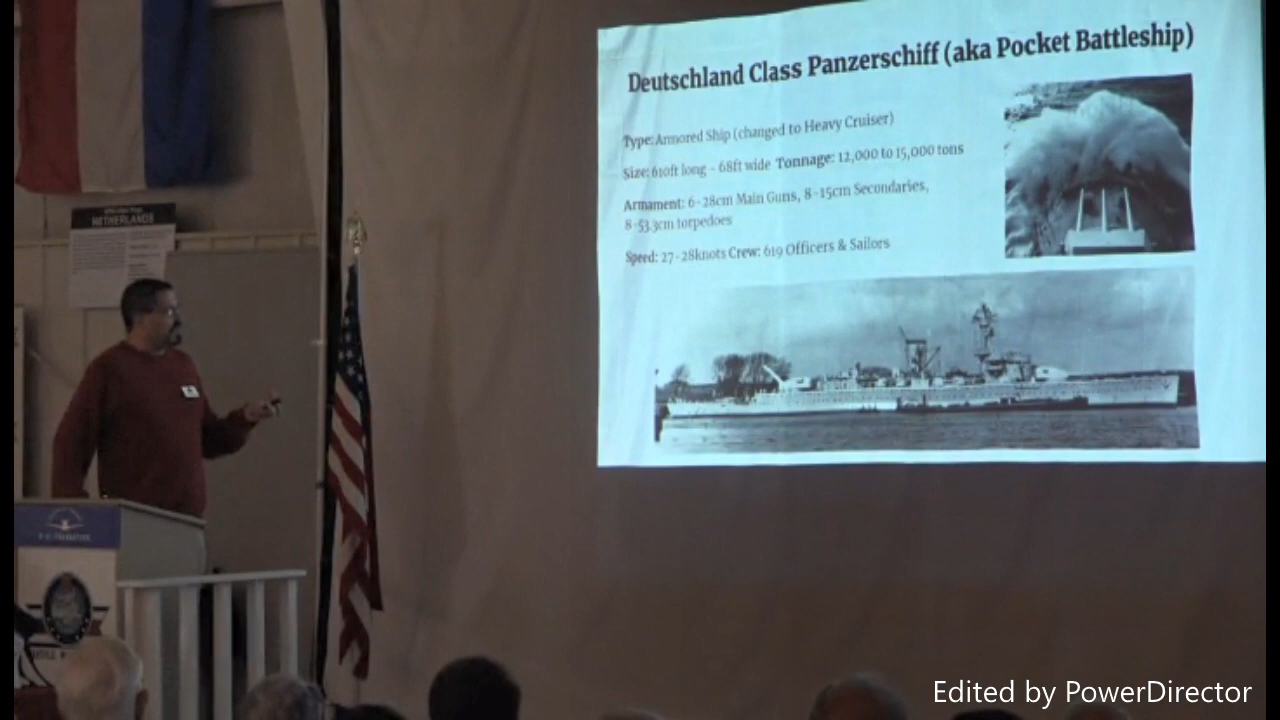 Deutschland Class Panzerschiff (aka Pocket Battleship)
Type: Armored Ship (changed to Heavy Cruiser)
Size: 610ft long - 68ft wide Tonnage: 12,000 to 15,000 tons
Armament: 6-28cm Main Guns, 8-15cm Secondaries,
8-53.3cm torpedoes
Speed: 27-28knots Crew: 619 Officers & Sailors
NETHERLANDS
Edited by PowerDirector